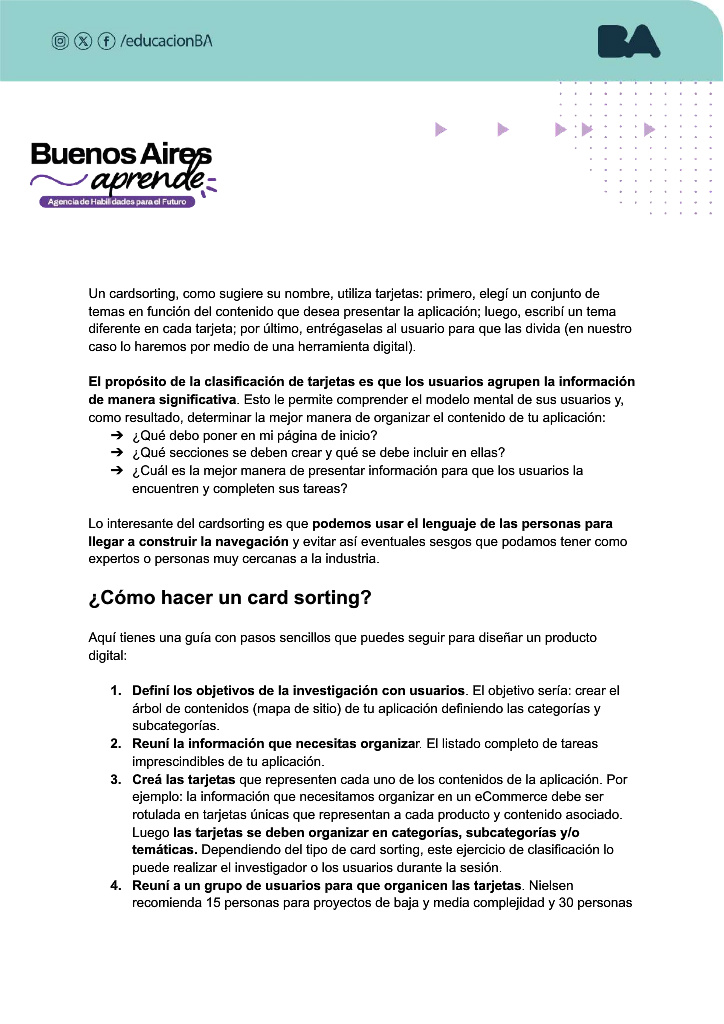 /educacionBA
BA
Buenos Aires
aprende
Agencia de Habilidades para el Futuro
Un cardsorting, como sugiere su nombre, utiliza tarjetas: primero, elegí un conjunto de
temas en función del contenido que desea presentar la aplicación; luego, escribí un tema
diferente en cada tarjeta; por último, entrégaselas al usuario para que las divida (en nuestro
caso lo haremos por medio de una herramienta digital).
El propósito de la clasificación de tarjetas es que los usuarios agrupen la información
de manera significativa. Esto le permite comprender el modelo mental de sus usuarios y,
como resultado, determinar la mejor manera de organizar el contenido de tu aplicación:
➔ ¿Qué debo poner en mi página de inicio?
➔ ¿Qué secciones se deben crear y qué se debe incluir en ellas?
➔ ¿Cuál es la mejor manera de presentar información para que los usuarios la
encuentren y completen sus tareas?
Lo interesante del cardsorting es que podemos usar el lenguaje de las personas para
llegar a construir la navegación y evitar así eventuales sesgos que podamos tener como
expertos o personas muy cercanas a la industria.
¿Cómo hacer un card sorting?
Aquí tienes una guía con pasos sencillos que puedes seguir para diseñar un producto
digital:
1. Definí los objetivos de la investigación con usuarios. El objetivo sería: crear el
árbol de contenidos (mapa de sitio) de tu aplicación definiendo las categorías y
subcategorías.
2. Reuní la información que necesitas organizar. El listado completo de tareas
imprescindibles de tu aplicación.
3. Creá las tarjetas que representen cada uno de los contenidos de la aplicación. Por
ejemplo: la información que necesitamos organizar en un eCommerce debe ser
rotulada en tarjetas únicas que representan a cada producto y contenido asociado.
Luego las tarjetas se deben organizar en categorías, subcategorías y/o
temáticas. Dependiendo del tipo de card sorting, este ejercicio de clasificación lo
puede realizar el investigador o los usuarios durante la sesión.
4. Reuní a un grupo de usuarios para que organicen las tarjetas. Nielsen
recomienda 15 personas para proyectos de baja y media complejidad y 30 personas